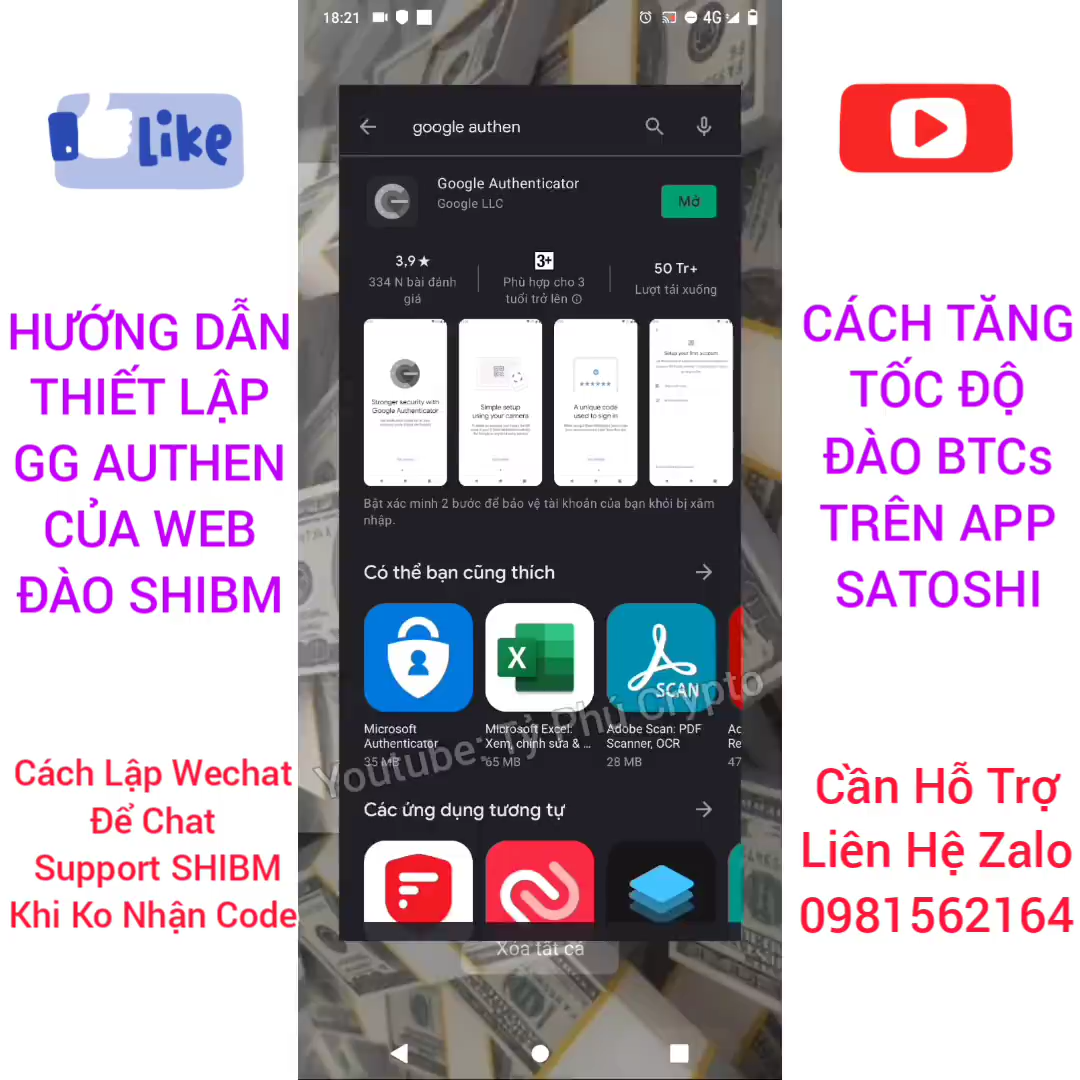 18:21
4G
Like
HƯỚNG DẪN
THIẾT LẬP
GG AUTHEN
CỦA WEB
ĐÀO SHIBM
Cách Lập Wechat
Để Chat
Support SHIBM
Khi Ko Nhận Code
google authen
Google Authenticator
Google LLC
Mở
3,9★
334 N bài đánh
giá
3+
Phù hợp cho 3
tuổi trở lên
50 Tr+
Lượt tải xuống
Stronger security with
Google Authenticator
Simple setup
using your camera
A unique code
used to sign in
Setup your first account
Bật xác minh 2 bước để bảo vệ tài khoản của bạn khỏi bị xâm
nhập.
Có thể bạn cũng thích
X
SCAN
Microsoft
Authenticator
35 MB
Microsoft Excel:
Xem, chỉnh sửa & ...
65 MB
Adobe Scan: PDF
Scanner, OCR
28 MB
Ac
Re
47
Youtube: Tỷ Phú Crypto
Các ứng dụng tương tự
Xóa tất cả
CÁCH TĂNG
TỐC ĐỘ
ĐÀO BTCs
TRÊN APP
SATOSHI
Cần Hỗ Trợ
Liên Hệ Zalo
0981562164